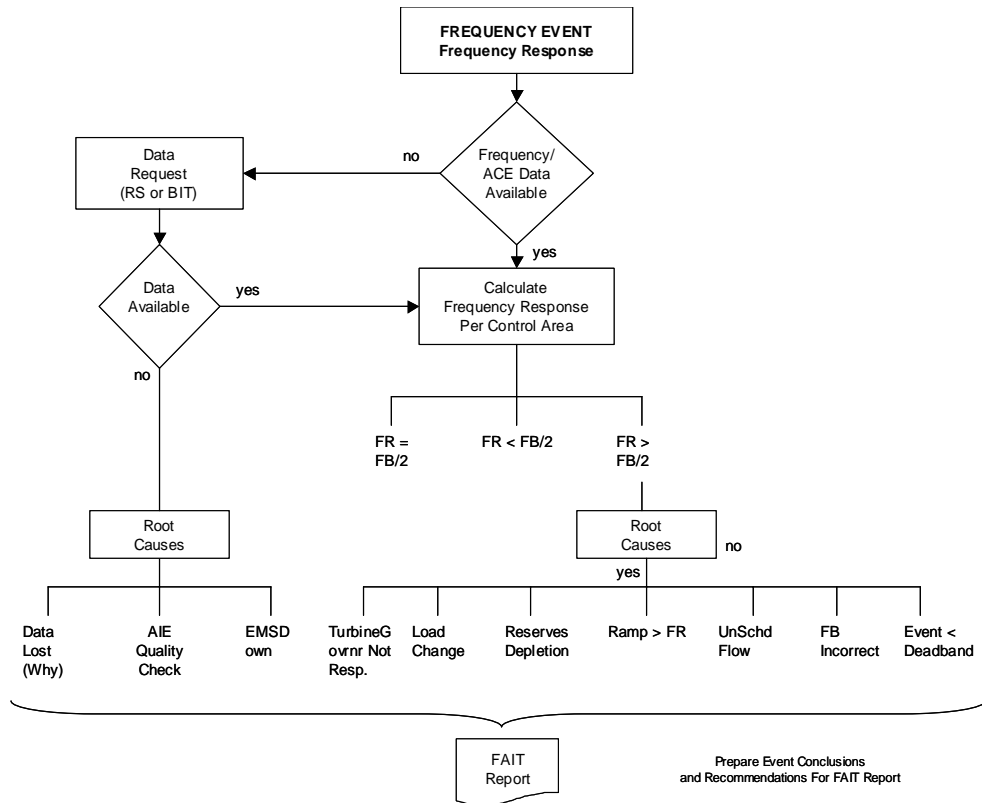 FREQUENCY EVENT
Frequency Response
Data
Request
(RS or BIT)
no
Frequency/
ACE Data
Available
yes
Data
Available
yes
Calculate
Frequency Response
Per Control Area
no
FR =
FB/2
FR < FB/2
FR >
FB/2
Root
Causes
Root
Causes
no
yes
Data
Lost
(Why)
AIE
Quality
Check
EMSD
own
TurbineG
ovrnr Not
Resp.
Load
Change
Reserves
Depletion
Ramp > FR
UnSchd
Flow
FB
Incorrect
Event <
Deadband
FAIT
Report
Prepare Event Conclusions
and Recommendations For FAIT Report